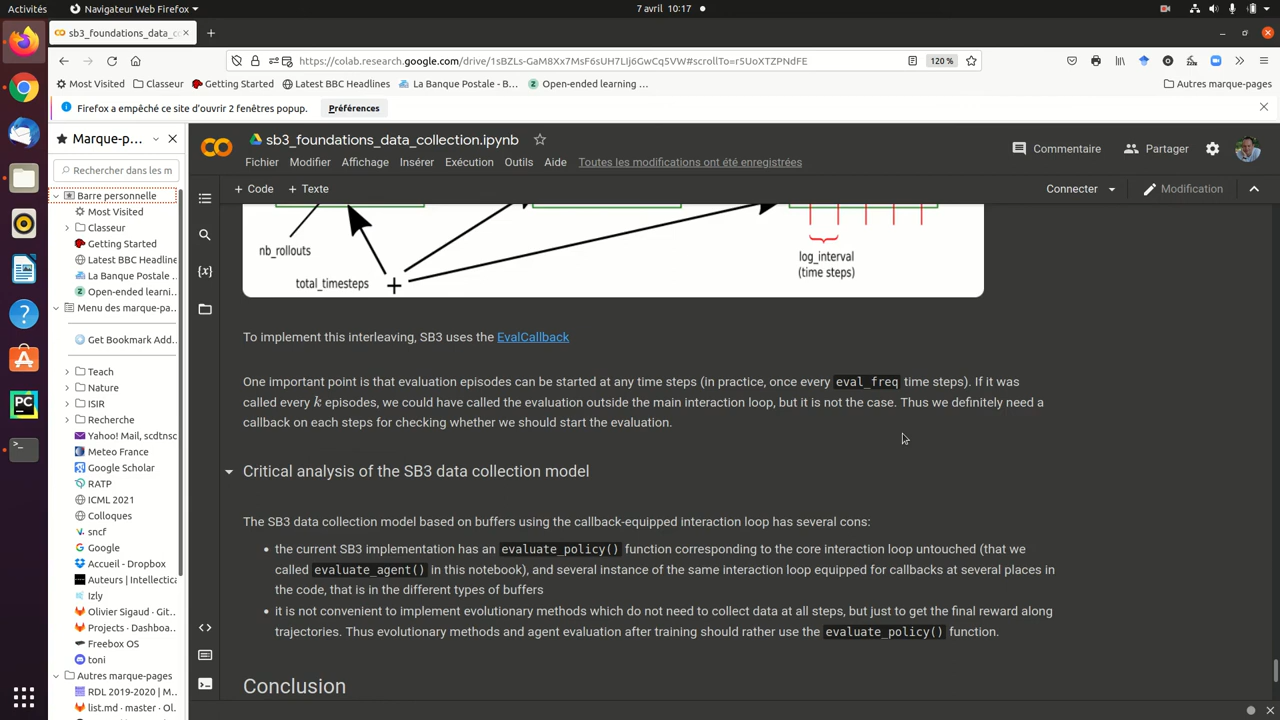 Activités
Navigateur Web Firefox
7 avril 10:17
sb3_foundations_data_c
https://colab.research.google.com/drive/1sBZLs-GaM8Xx7MsF6sUH7LIj6GwCq5VW#scrollTo=r5UoXTZPNdFE
120 %
Most Visited
Classeur
Getting Started
Latest BBC Headlines
La Banque Postale - B…
Open-ended learning …
Autres marque-pages
Firefox a empêché ce site d'ouvrir 2 fenêtres popup.
Préférences
Marque-p…
Rechercher dans les m
Barre personnelle
Most Visited
Classeur
Getting Started
Latest BBC Headline
La Banque Postale …
Open-ended learni…
Menu des marque-pa…
Get Bookmark Add…
Teach
Nature
ISIR
Recherche
Yahoo! Mail, scdtnsc
Meteo France
Google Scholar
RATP
ICML 2021
Colloques
sncf
Google
Accueil - Dropbox
Auteurs | Intellectica
Izly
Olivier Sigaud · Git…
Projects · Dashboa…
Freebox OS
toni
Autres marque-pages
RDL 2019-2020 | M…
list.md · master · Ol…
sb3_foundations_data_collection.ipynb
Fichier
Modifier
Affichage
Insérer
Exécution
Outils
Aide
Toutes les modifications ont été enregistrées
Commentaire
Partager
+ Code
+ Texte
Connecter
Modification
nb_rollouts
total_timesteps
+
log_interval
(time steps)
To implement this interleaving, SB3 uses the EvalCallback
One important point is that evaluation episodes can be started at any time steps (in practice, once every eval_freq time steps). If it was
called every k episodes, we could have called the evaluation outside the main interaction loop, but it is not the case. Thus we definitely need a
callback on each steps for checking whether we should start the evaluation.
Critical analysis of the SB3 data collection model
The SB3 data collection model based on buffers using the callback-equipped interaction loop has several cons:
• the current SB3 implementation has an evaluate_policy() function corresponding to the core interaction loop untouched (that we
called evaluate_agent() in this notebook), and several instance of the same interaction loop equipped for callbacks at several places in
the code, that is in the different types of buffers
• it is not convenient to implement evolutionary methods which do not need to collect data at all steps, but just to get the final reward along
trajectories. Thus evolutionary methods and agent evaluation after training should rather use the evaluate_policy() function.
Conclusion